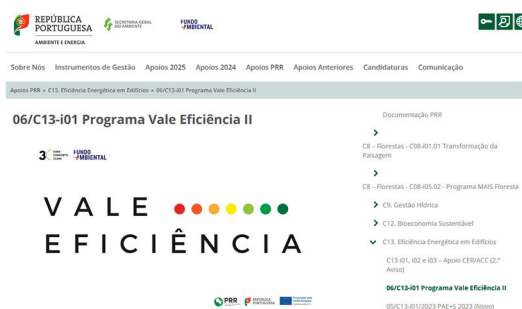 REPÚBLICA
PORTUGUESA
AMBIENTE E ENERGIA
SECRETARIA-GERAL
DO AMBIENTE
FUNDO
AMBIENTAL
Sobre Nós Instrumentos de Gestão Apoios 2025 Apoios 2024 Apoios PRR Apoios Anteriores Candidaturas Comunicação
Apoios PRR » C13. Eficiência Energética em Edifícios » 06/C13-i01 Programa Vale Eficiência II
06/C13-i01 Programa Vale Eficiência II
FUNDO
AMBIENTAL
VALE
EFICIÊNCIA
PRR
REPÚBLICA
PORTUGUESA
Documentação PRR
C8 – Florestas - C08-i01.01 Transformação da
Paisagem
C8 – Florestas - C08-i05.02 - Programa MAIS Floresta
C9. Gestão Hídrica
C12. Bioeconomia Sustentável
C13. Eficiência Energética em Edifícios
C13 i01, i02 e i03 – Apoio CER/ACC (2.º
Aviso)
06/C13-i01 Programa Vale Eficiência II
05/C13-i01/2023 PAE+S 2023 (Novo)